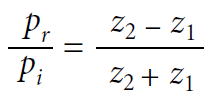 p_r / p_i = (z_2 − z_1) / (z_2 + z_1)